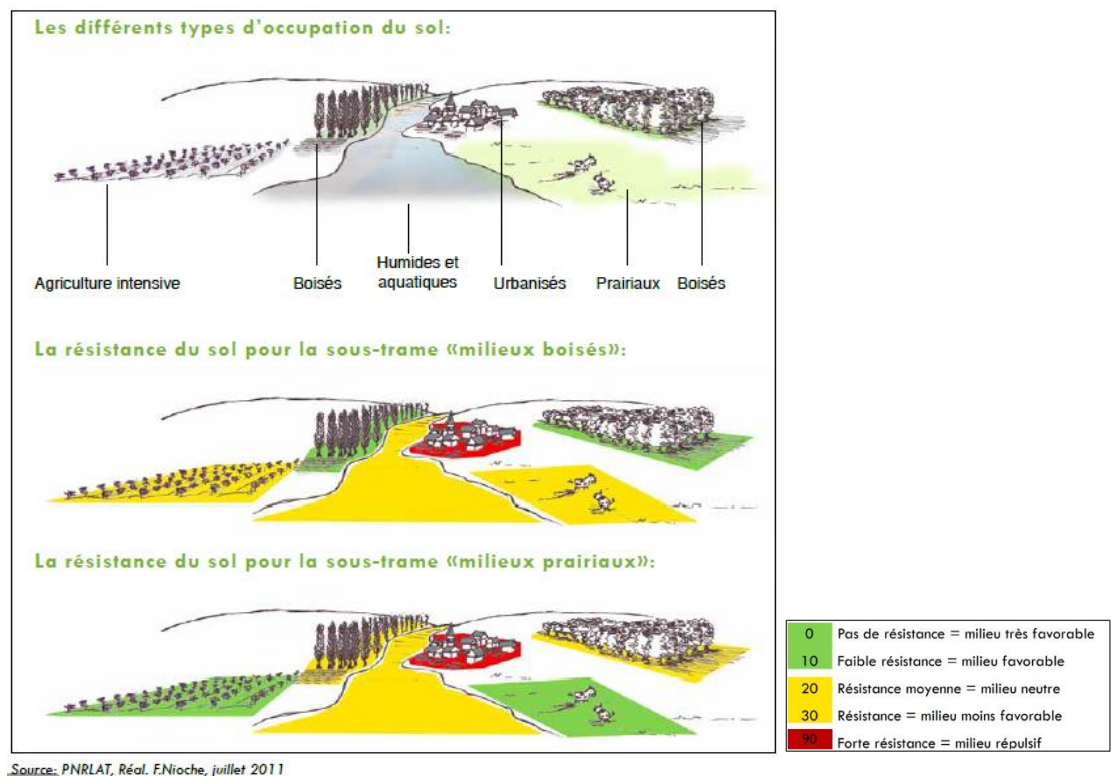 Les différents types d'occupation du sol:
Agriculture intensive
Boisés
Humides et
aquatiques
Urbanisés
Prairiaux
Boisés
La résistance du sol pour la sous-trame «milieux boisés»:
La résistance du sol pour la sous-trame «milieux prairiaux»:
0 Pas de résistance = milieu très favorable
10 Faible résistance = milieu favorable
20 Résistance moyenne = milieu neutre
30 Résistance = milieu moins favorable
90 Forte résistance = milieu répulsif
Source: PNRLAT, Réal. F.Nioche, juillet 2011